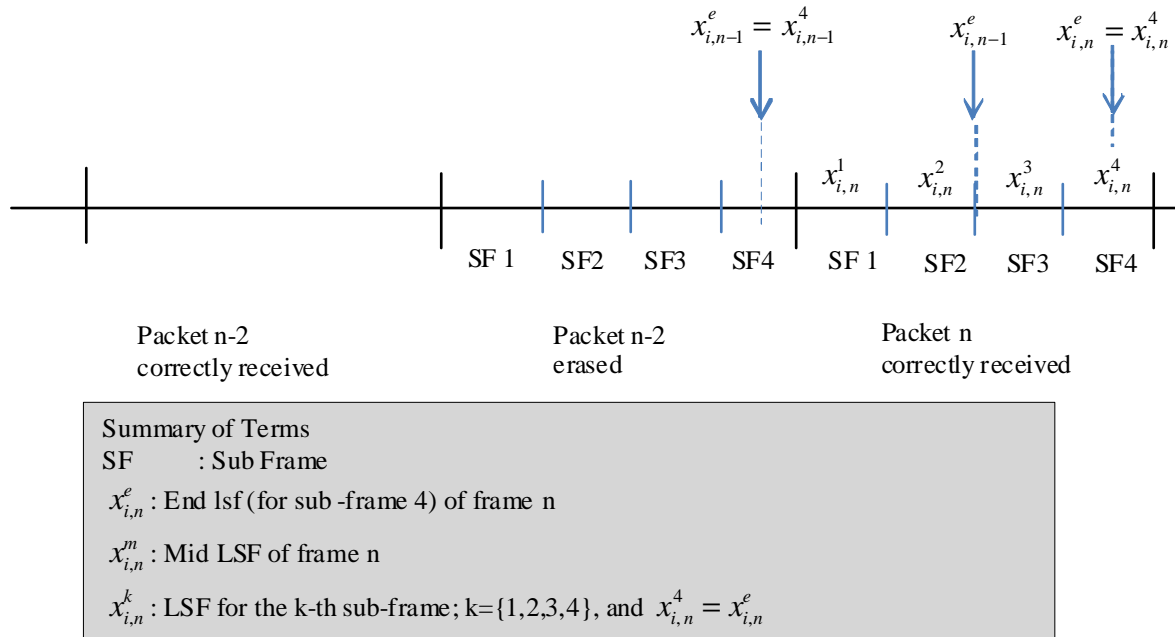 x^e_{i,n−1} = x^4_{i,n−1} x^e_{i,n−1} x^e_{i,n} = x^4_{i,n}
x^1_{i,n} x^2_{i,n} x^3_{i,n} x^4_{i,n}
SF 1 SF2 SF3 SF4 SF 1 SF2 SF3 SF4
Packet n-2 Packet n-2 Packet n
correctly received erased correctly received
Summary of Terms
SF : Sub Frame
x^e_{i,n} : End lsf (for sub -frame 4) of frame n
x^m_{i,n} : Mid LSF of frame n
x^k_{i,n} : LSF for the k-th sub-frame; k={1,2,3,4}, and x^4_{i,n} = x^e_{i,n}